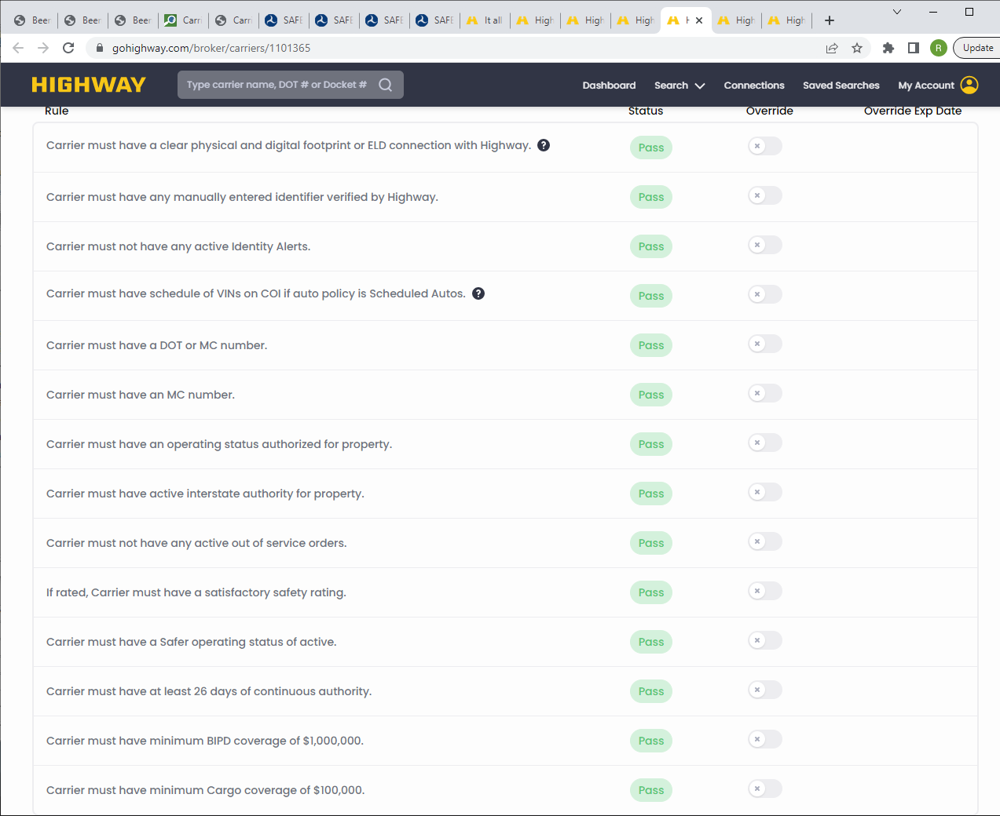 Beer
Beer
Beer
Carri
Carri
SAFE
SAFE
SAFE
SAFE
It all
High
High
High
High
High
gohighway.com/broker/carriers/1101365
R
Update
HIGHWAY
Type carrier name, DOT # or Docket #
Dashboard
Search
Connections
Saved Searches
My Account
Rule Status Override Override Exp Date
Carrier must have a clear physical and digital footprint or ELD connection with Highway. ? Pass
Carrier must have any manually entered identifier verified by Highway. Pass
Carrier must not have any active Identity Alerts. Pass
Carrier must have schedule of VINs on COI if auto policy is Scheduled Autos. ? Pass
Carrier must have a DOT or MC number. Pass
Carrier must have an MC number. Pass
Carrier must have an operating status authorized for property. Pass
Carrier must have active interstate authority for property. Pass
Carrier must not have any active out of service orders. Pass
If rated, Carrier must have a satisfactory safety rating. Pass
Carrier must have a Safer operating status of active. Pass
Carrier must have at least 26 days of continuous authority. Pass
Carrier must have minimum BIPD coverage of $1,000,000. Pass
Carrier must have minimum Cargo coverage of $100,000. Pass